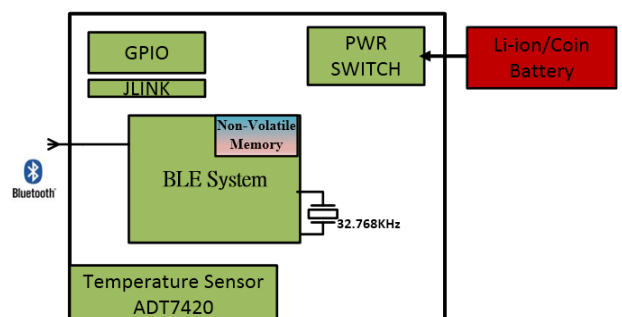 GPIO
JLINK
PWR
SWITCH
Li-ion/Coin
Battery
Non-Volatile
Memory
BLE System
Bluetooth
32.768KHz
Temperature Sensor
ADT7420